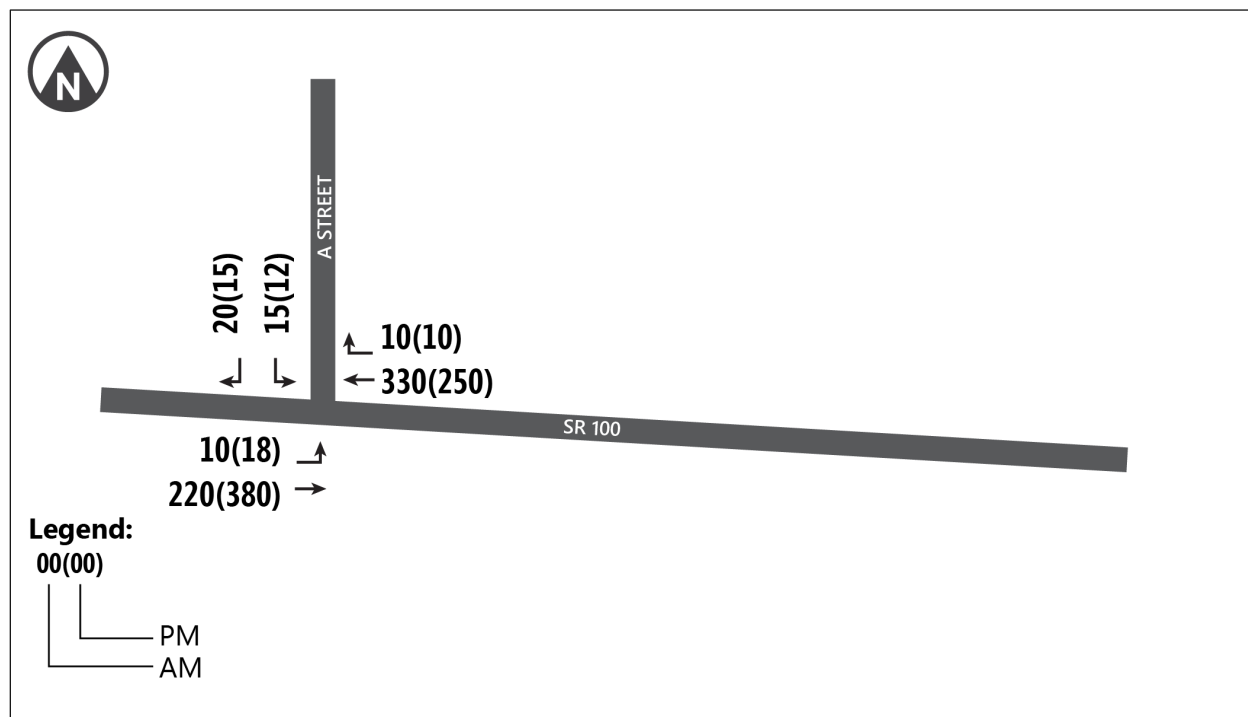 N
A STREET
20(15)
15(12)
10(10)
330(250)
SR 100
10(18)
220(380)
Legend:
00(00)
PM
AM